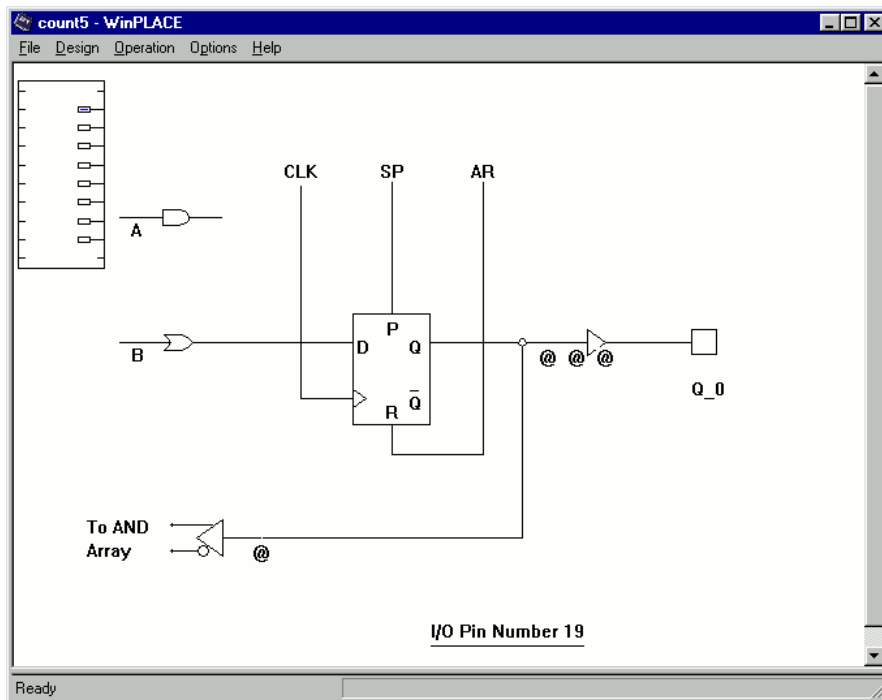 count5 - WinPLACE
File Design Operation Options Help
CLK SP AR
A
P
B D Q
@ @ @
R Q̅
Q_0
To AND
Array @
I/O Pin Number 19
Ready